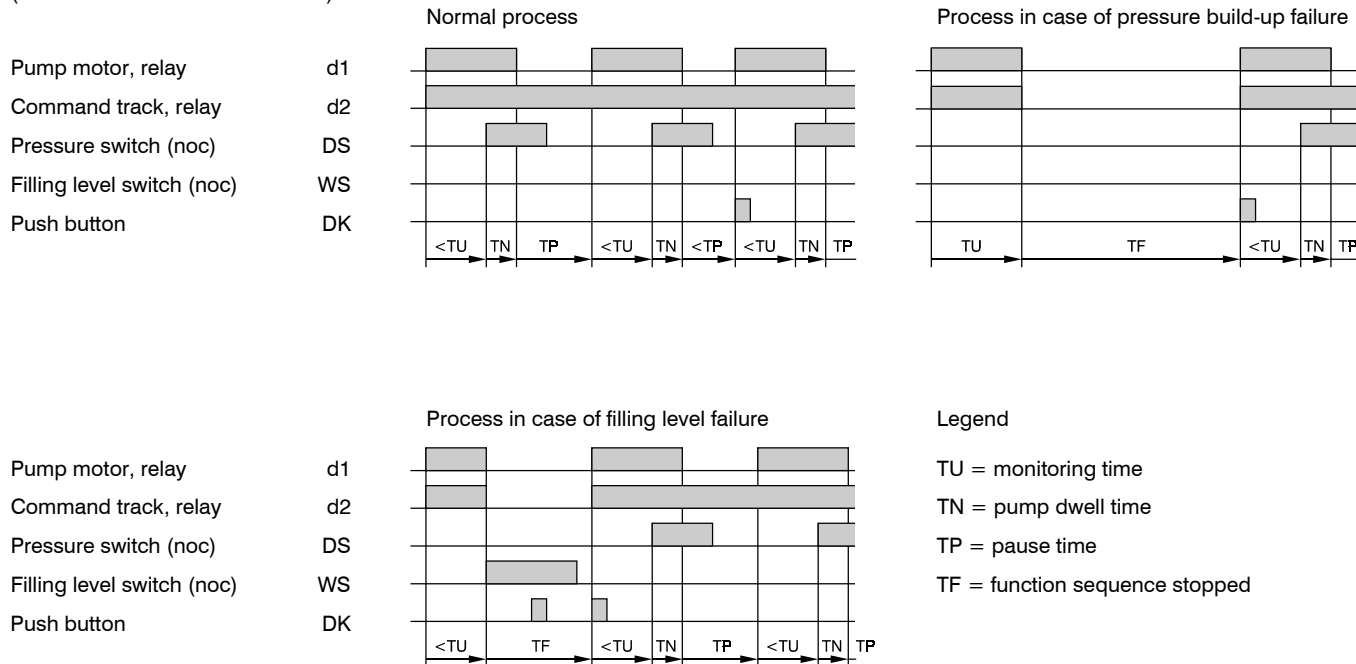 Normal process
Process in case of pressure build-up failure
Pump motor, relay d1
Command track, relay d2
Pressure switch (noc) DS
Filling level switch (noc) WS
Push button DK
<TU TN TP <TU TN <TP <TU TN TP
TU TF <TU TN TP
Process in case of filling level failure
Legend
Pump motor, relay d1
TU = monitoring time
Command track, relay d2
TN = pump dwell time
Pressure switch (noc) DS
TP = pause time
Filling level switch (noc) WS
TF = function sequence stopped
Push button DK
<TU TF <TU TN TP <TU TN TP